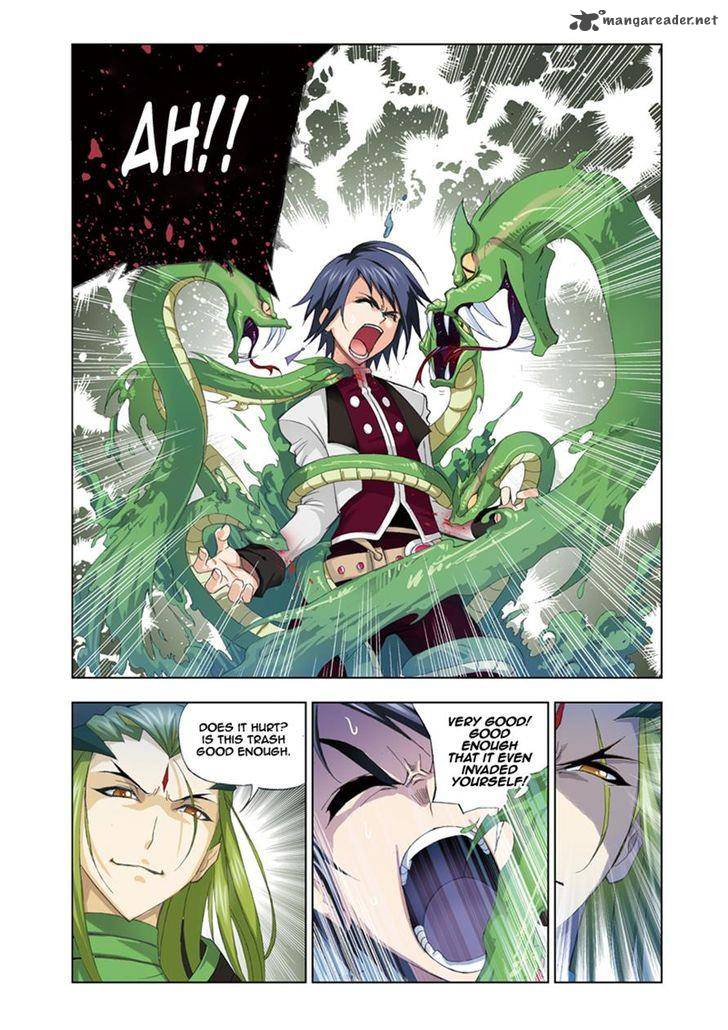 mangareader.net
AH!!
DOES IT HURT?
IS THIS TRASH
GOOD ENOUGH.
VERY GOOD!
GOOD
ENOUGH
THAT IT EVEN
INVADED
YOURSELF!